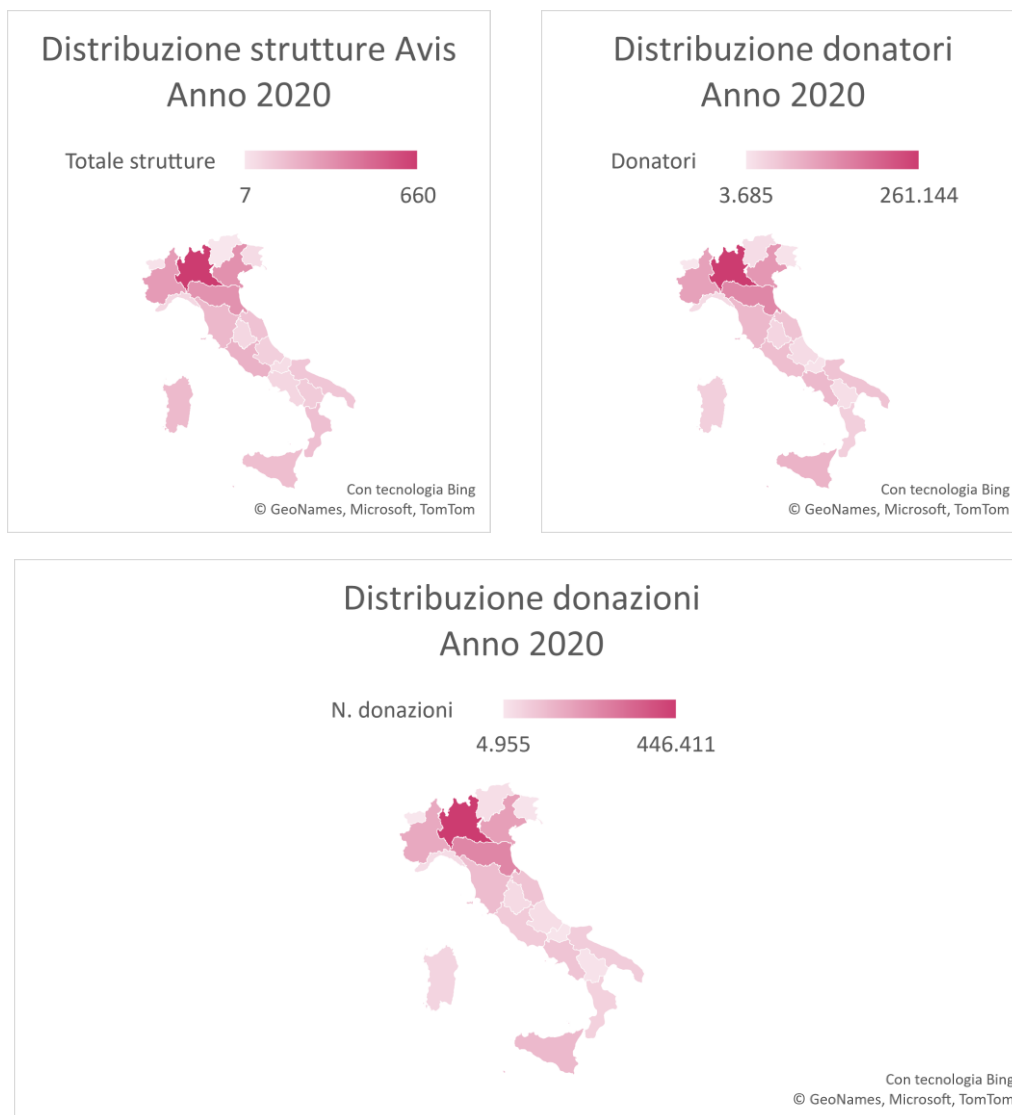 Distribuzione strutture Avis
Anno 2020
Totale strutture
7
660
Con tecnologia Bing
© GeoNames, Microsoft, TomTom
Distribuzione donatori
Anno 2020
Donatori
3.685
261.144
Con tecnologia Bing
© GeoNames, Microsoft, TomTom
Distribuzione donazioni
Anno 2020
N. donazioni
4.955
446.411
Con tecnologia Bing
© GeoNames, Microsoft, TomTom